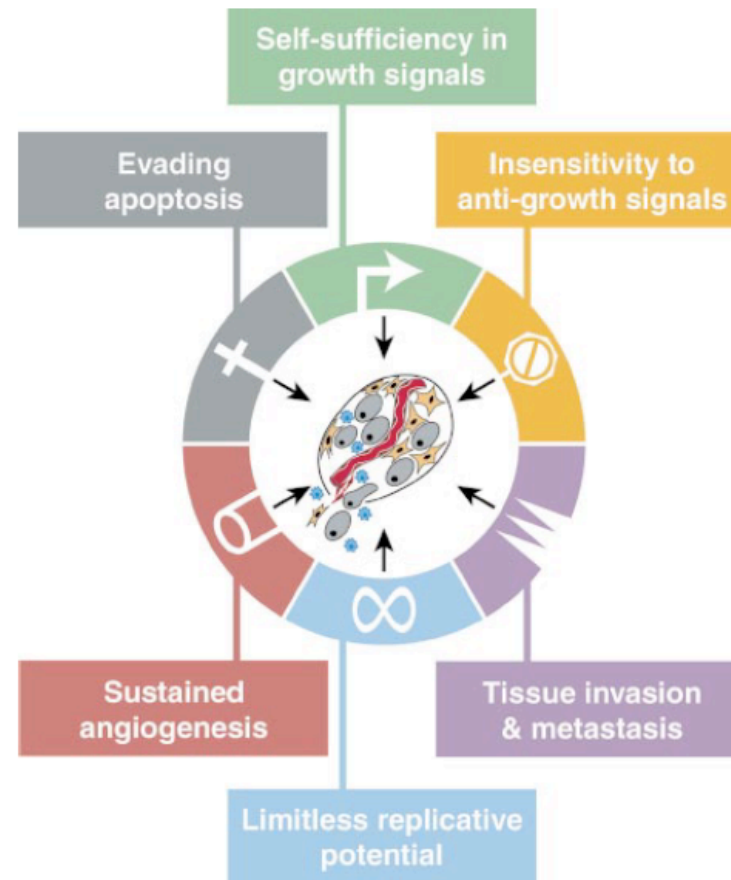 Self-sufficiency in
growth signals
Evading
apoptosis
Insensitivity to
anti-growth signals
Sustained
angiogenesis
Tissue invasion
& metastasis
Limitless replicative
potential